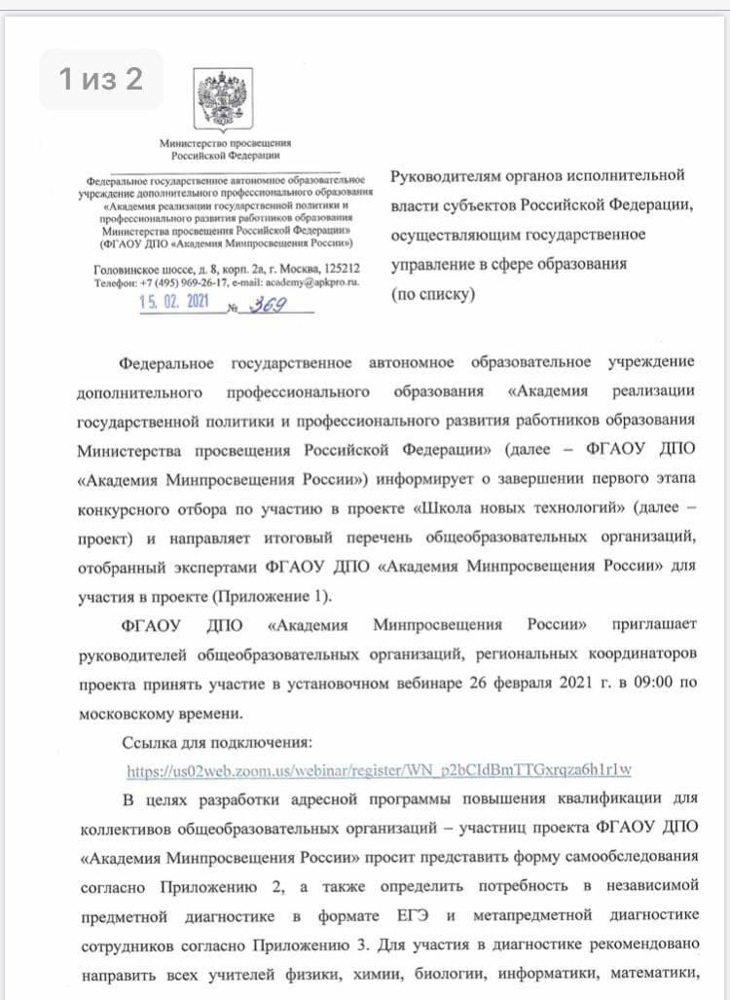 1 из 2
Министерство просвещения
Российской Федерации
Федеральное государственное автономное образовательное
учреждение дополнительного профессионального образования
«Академия реализации государственной политики и
профессионального развития работников образования
Министерства просвещения Российской Федерации»
(ФГАОУ ДПО «Академия Минпросвещения России»)
Головинское шоссе, д. 8, корп. 2а, г. Москва, 125212
Телефон: +7 (495) 969-26-17, e-mail: academy@apkpro.ru.
15. 02. 2021 № 369
Руководителям органов исполнительной
власти субъектов Российской Федерации,
осуществляющим государственное
управление в сфере образования
(по списку)
Федеральное государственное автономное образовательное учреждение
дополнительного профессионального образования «Академия реализации
государственной политики и профессионального развития работников образования
Министерства просвещения Российской Федерации» (далее – ФГАОУ ДПО
«Академия Минпросвещения России») информирует о завершении первого этапа
конкурсного отбора по участию в проекте «Школа новых технологий» (далее –
проект) и направляет итоговый перечень общеобразовательных организаций,
отобранный экспертами ФГАОУ ДПО «Академия Минпросвещения России» для
участия в проекте (Приложение 1).
ФГАОУ ДПО «Академия Минпросвещения России» приглашает
руководителей общеобразовательных организаций, региональных координаторов
проекта принять участие в установочном вебинаре 26 февраля 2021 г. в 09:00 по
московскому времени.
Ссылка для подключения:
https://us02web.zoom.us/webinar/register/WN_p2bCIdBmTTGxrqza6h1r1w
В целях разработки адресной программы повышения квалификации для
коллективов общеобразовательных организаций – участниц проекта ФГАОУ ДПО
«Академия Минпросвещения России» просит представить форму самообследования
согласно Приложению 2, а также определить потребность в независимой
предметной диагностике в формате ЕГЭ и метапредметной диагностике
сотрудников согласно Приложению 3. Для участия в диагностике рекомендовано
направить всех учителей физики, химии, биологии, информатики, математики,